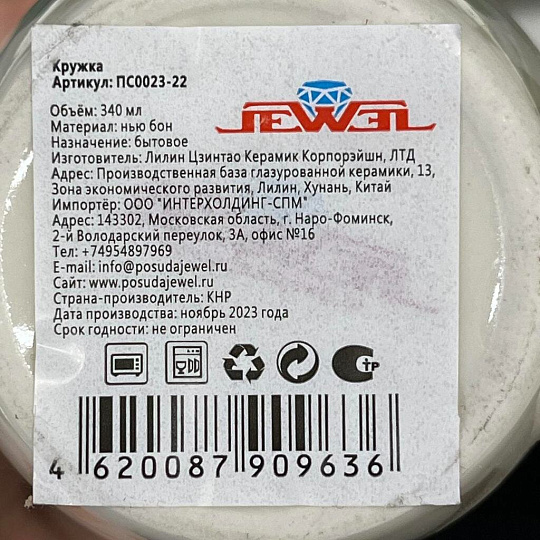 Кружка
Артикул: ПС0023-22
JEWEL
Объём: 340 мл
Материал: нью бон
Назначение: бытовое
Изготовитель: Лилин Цзинтао Керамик Корпорэйшн, ЛТД
Адрес: Производственная база глазурованной керамики, 13,
Зона экономического развития, Лилин, Хунань, Китай
Импортёр: ООО "ИНТЕРХОЛДИНГ-СПМ"
Адрес: 143302, Московская область, г. Наро-Фоминск,
2-й Володарский переулок, 3А, офис №16
Тел: +74954897969
E-mail: info@posudajewel.ru
Сайт: www.posudajewel.ru
Страна-производитель: КНР
Дата производства: ноябрь 2023 года
Срок годности: не ограничен
СТР
4 620087 909636